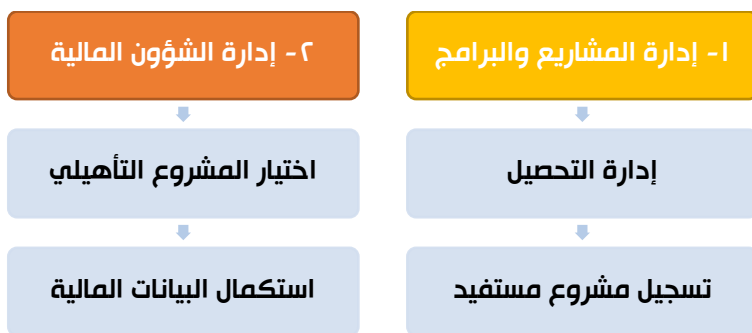 ١- إدارة المشاريع والبرامج
إدارة التحصيل
تسجيل مشروع مستفيد
٢- إدارة الشؤون المالية
اختيار المشروع التأهيلي
استكمال البيانات المالية